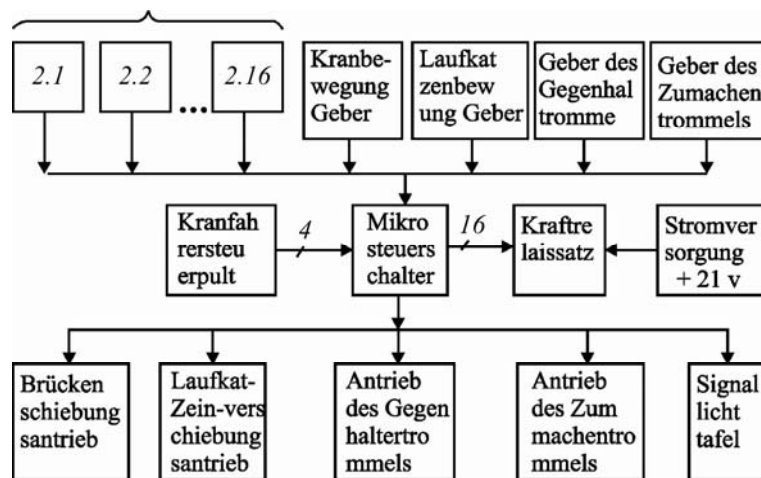 2.1
2.2
...
2.16
Kranbe-
wegung
Geber
Laufkat
zenbew
ung Geber
Geber des
Gegenhal
tromme
Geber des
Zumachen
trommels
Kranfah
rersteu
erpult
4
Mikro
steuers
chalter
16
Kraftre
laissatz
Stromver
sorgung
+ 21 v
Brücken
schiebung
santrieb
Laufkat-
Zein-vers
chiebung
santrieb
Antrieb
des Gegen
haltertro
mmels
Antrieb
des Zum
machentro
mmels
Signal
licht
tafel